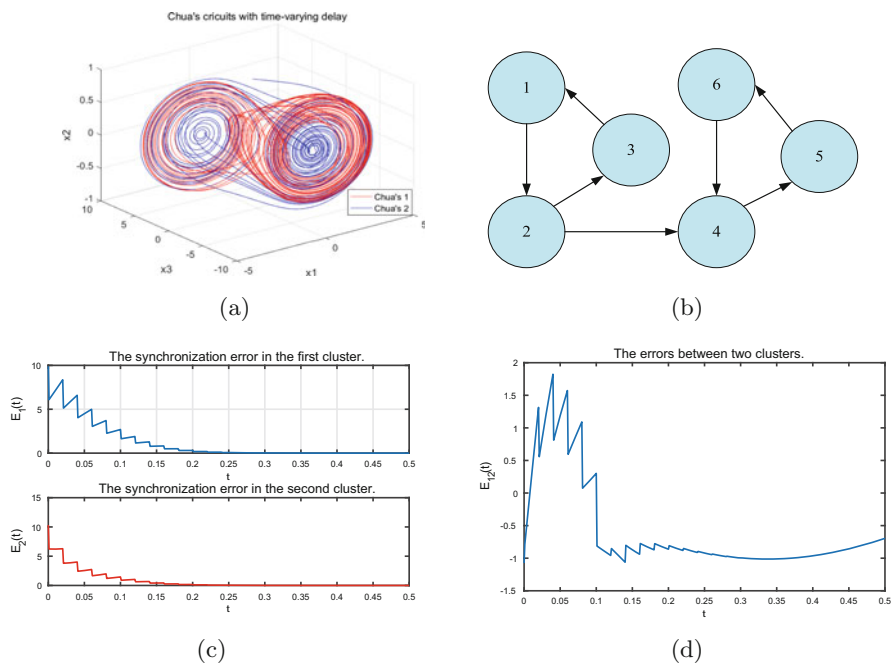 Chua's cricuits with time-varying delay
1
0.5
0
-0.5
-1
x2
10
5
0
-5
-10
x3
-5
0
5
x1
Chua's 1
Chua's 2
(a)
1
6
3
5
2
4
(b)
The synchronization error in the first cluster.
10
5
0
E1(t)
0 0.05 0.1 0.15 0.2 0.25 0.3 0.35 0.4 0.45 0.5
t
The synchronization error in the second cluster.
15
10
5
0
E2(t)
0 0.05 0.1 0.15 0.2 0.25 0.3 0.35 0.4 0.45 0.5
t
(c)
The errors between two clusters.
2
1.5
1
0.5
0
-0.5
-1
-1.5
E12(t)
0 0.05 0.1 0.15 0.2 0.25 0.3 0.35 0.4 0.45 0.5
t
(d)